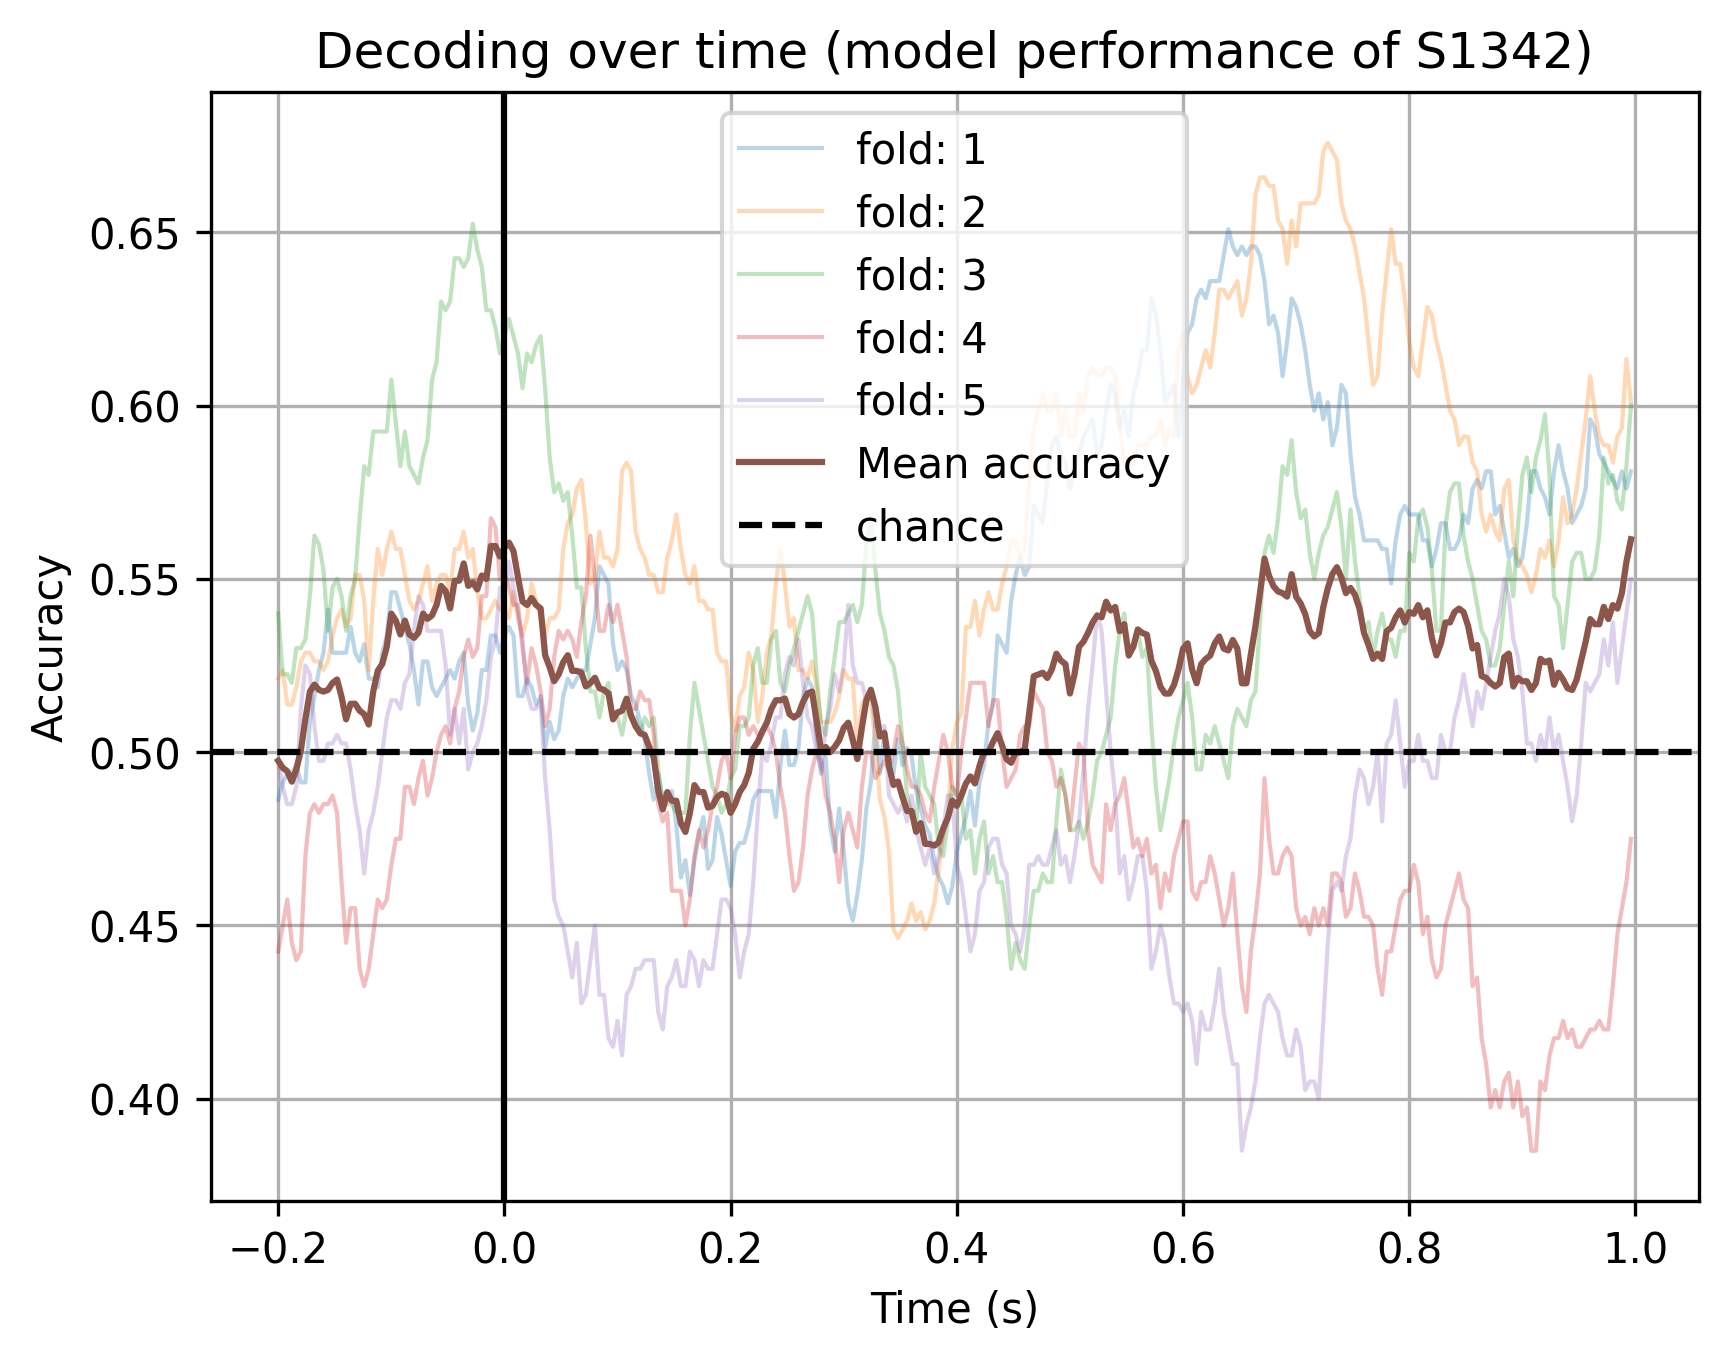 Decoding over time (model performance of S1342)
fold: 1
fold: 2
fold: 3
fold: 4
fold: 5
Mean accuracy
chance
Accuracy
0.65
0.60
0.55
0.50
0.45
0.40
−0.2 0.0 0.2 0.4 0.6 0.8 1.0
Time (s)